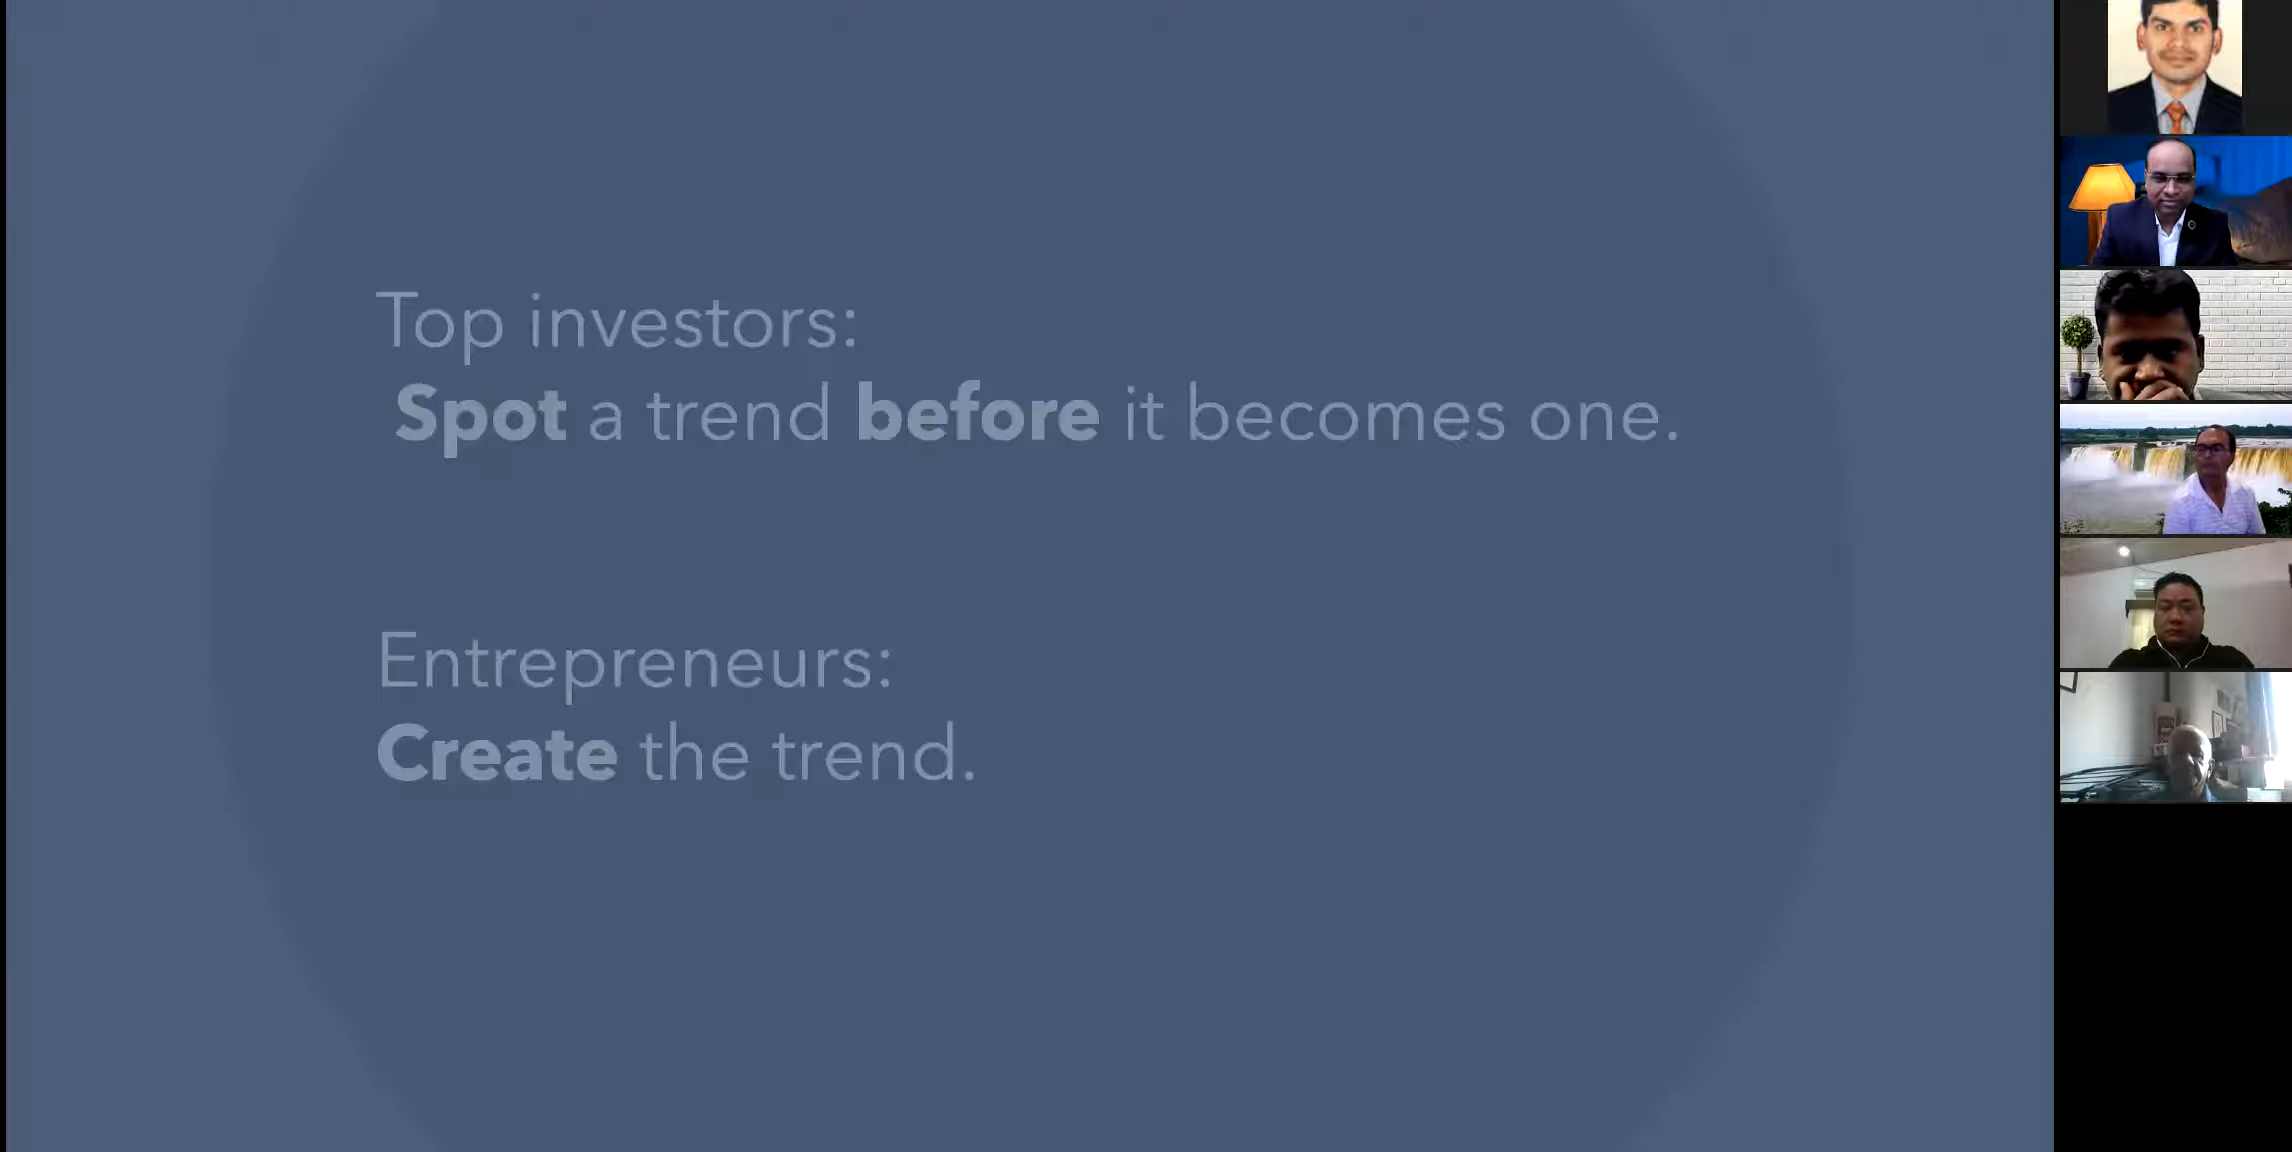 Top investors:
Spot a trend before it becomes one.
Entrepreneurs:
Create the trend.